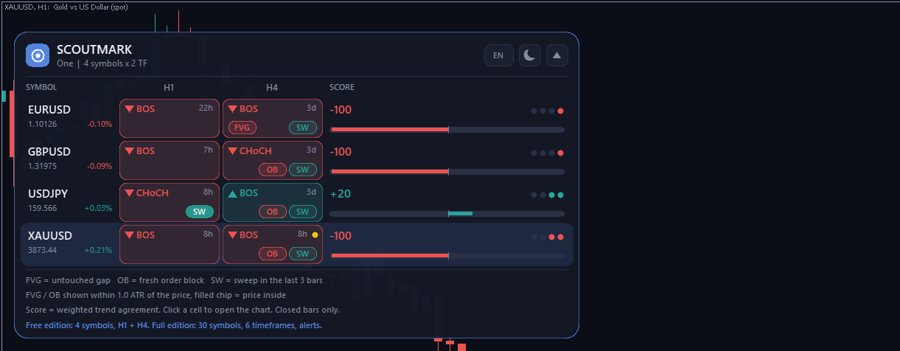 XAUUSD, H1: Gold vs US Dollar (spot)
SCOUTMARK
One | 4 symbols x 2 TF
EN
SYMBOL H1 H4 SCORE
EURUSD BOS 22h BOS 3d -100
1.10126 -0.10% FVG SW
GBPUSD BOS 7h CHoCH 3d -100
1.31975 -0.09% OB SW
USDJPY CHoCH 8h BOS 3d +20
159.566 +0.03% SW OB SW
XAUUSD BOS 8h BOS 8h -100
3873.44 +0.21% OB SW
FVG = untouched gap OB = fresh order block SW = sweep in the last 3 bars
FVG / OB shown within 1.0 ATR of the price, filled chip = price inside
Score = weighted trend agreement. Click a cell to open the chart. Closed bars only.
Free edition: 4 symbols, H1 + H4. Full edition: 30 symbols, 6 timeframes, alerts.